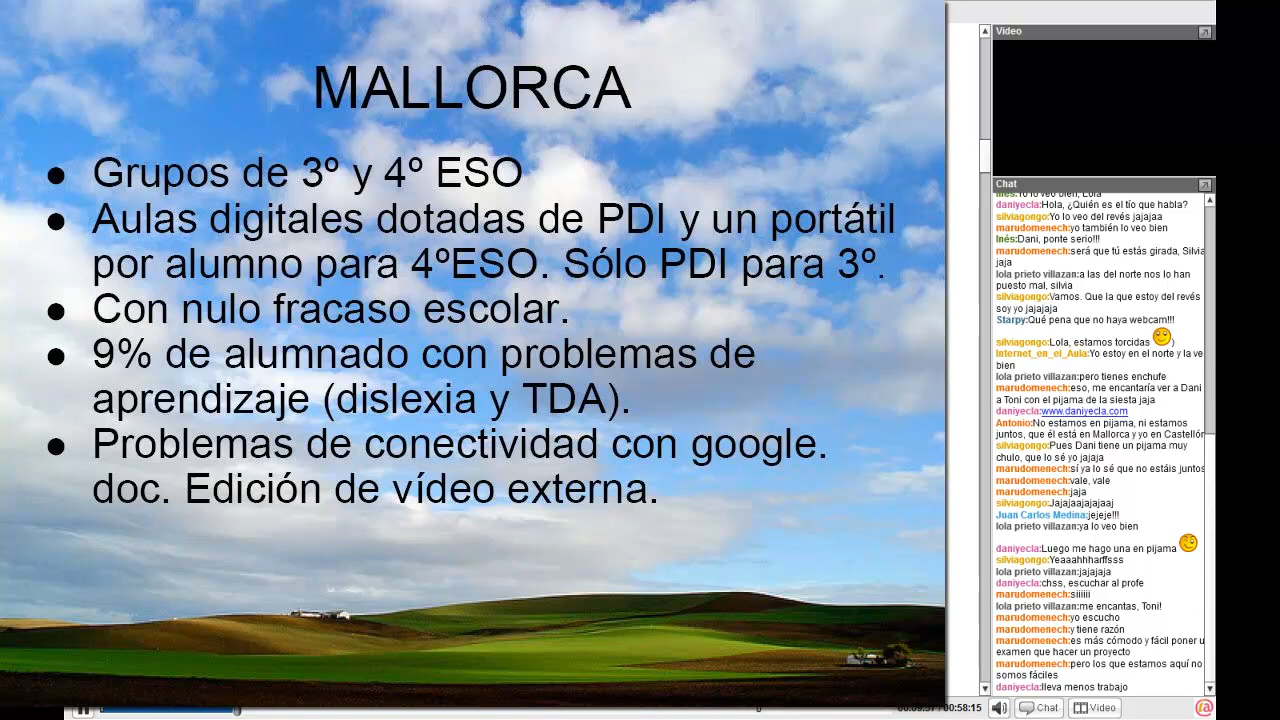 MALLORCA
● Grupos de 3º y 4º ESO
● Aulas digitales dotadas de PDI y un portátil
por alumno para 4ºESO. Sólo PDI para 3º.
● Con nulo fracaso escolar.
● 9% de alumnado con problemas de
aprendizaje (dislexia y TDA).
● Problemas de conectividad con google.
doc. Edición de vídeo externa.
Video
Chat
Inés:Yo lo veo bien, Lola
daniyecla:Hola, ¿Quién es el tío que habla?
silviagongo:Yo lo veo del revés jajajaa
marudomenech:yo también lo veo bien
Inés:Dani, ponte serio!!!
marudomenech:será que tú estás girada, Silvia
jaja
lola prieto villazan:a las del norte nos lo han
puesto mal, silvia
silviagongo:Vamos. Que la que estoy del revés
soy yo jajajaja
Starpy:Qué pena que no haya webcam!!!
silviagongo:Lola, estamos torcidas )
Internet_en_el_Aula:Yo estoy en el norte y la ve
bien
lola prieto villazan:pero tienes enchufe
marudomenech:eso, me encantaría ver a Dani
a Toni con el pijama de la siesta jaja
daniyecla:www.daniyecla.com
Antonio:No estamos en pijama, ni estamos
juntos, que él está en Mallorca y yo en Castellón
silviagongo:Pues Dani tiene un pijama muy
chulo, que lo sé yo jajaja
marudomenech:sí ya lo sé que no estáis juntos
marudomenech:vale, vale
marudomenech:jaja
silviagongo:Jajajaajajajaaj
Juan Carlos Medina:jejeje!!!
lola prieto villazan:ya lo veo bien
daniyecla:Luego me hago una en pijama
silviagongo:Yeaaahhharffsss
lola prieto villazan:jajajaja
daniyecla:chss, escuchar al profe
marudomenech:siiiiii
lola prieto villazan:me encantas, Toni!
marudomenech:yo escucho
marudomenech:y tiene razón
marudomenech:es más cómodo y fácil poner u
examen que hacer un proyecto
marudomenech:pero los que estamos aquí no
somos fáciles
daniyecla:lleva menos trabajo
00:09:37 / 00:58:15
Chat
Video